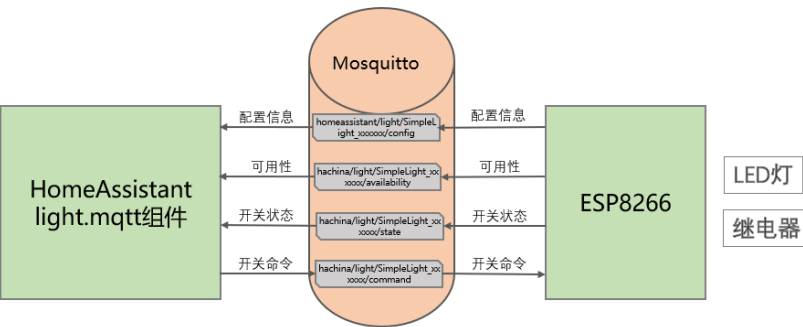 Mosquitto
配置信息
homeassistant/light/SimpleL
ight_xxxxxx/config
配置信息
可用性
hachina/light/SimpleLight_xx
xxxx/availability
可用性
HomeAssistant
light.mqtt组件
开关状态
hachina/light/SimpleLight_xx
xxxx/state
开关状态
开关命令
hachina/light/SimpleLight_xx
xxxx/command
开关命令
ESP8266
LED灯
继电器